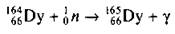 ¹⁶⁴₆₆Dy + ¹₀n → ¹⁶⁵₆₆Dy + γ